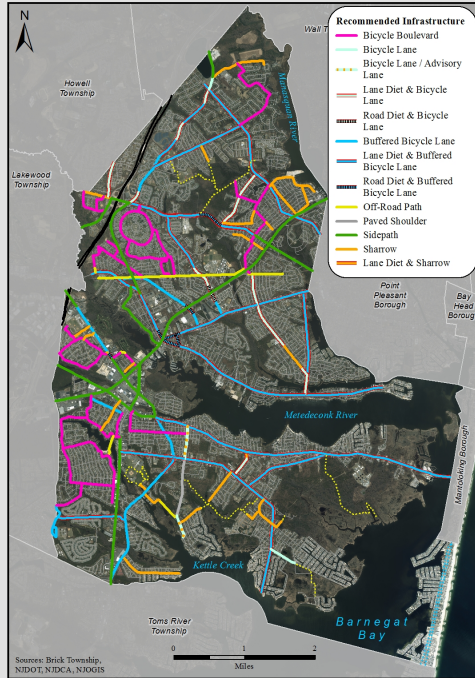 N
Wall T
Howell
Township
Manasquan River
Lakewood
Township
Recommended Infrastructure
Bicycle Boulevard
Bicycle Lane
Bicycle Lane / Advisory
Lane
Lane Diet & Bicycle
Lane
Road Diet & Bicycle
Lane
Buffered Bicycle Lane
Lane Diet & Buffered
Bicycle Lane
Road Diet & Buffered
Bicycle Lane
Off-Road Path
Paved Shoulder
Sidepath
Sharrow
Lane Diet & Sharrow
Point
Pleasant
Borough
Bay
Head
Boroug
Metedeconk River
Mantoloking Borough
Kettle Creek
Barnegat
Bay
Toms River
Township
Sources: Brick Township,
NJDOT, NJDCA, NJOGIS
0 1 2
Miles